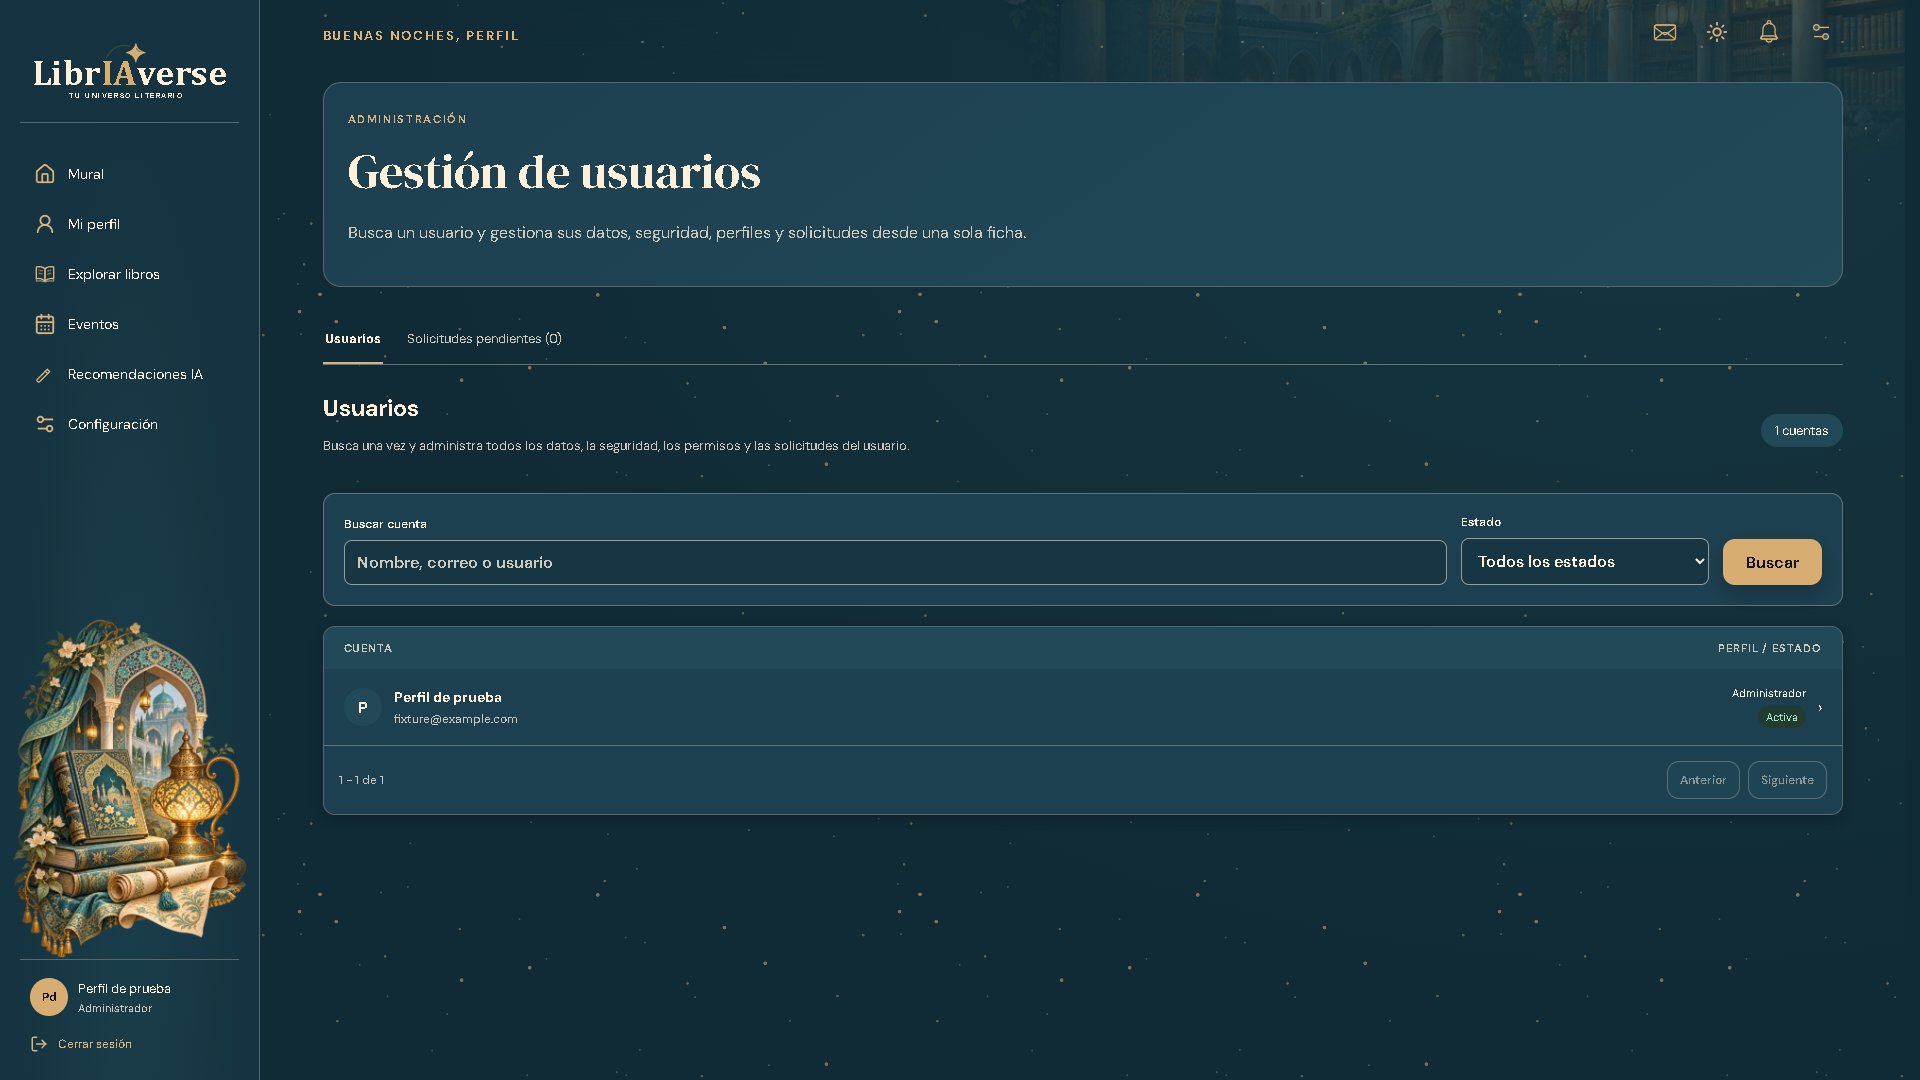 LibrIAverse
TU UNIVERSO LITERARIO
Mural
Mi perfil
Explorar libros
Eventos
Recomendaciones IA
Configuración
Pd
Perfil de prueba
Administrador
Cerrar sesión
BUENAS NOCHES, PERFIL
ADMINISTRACIÓN
Gestión de usuarios
Busca un usuario y gestiona sus datos, seguridad, perfiles y solicitudes desde una sola ficha.
Usuarios
Solicitudes pendientes (0)
Usuarios
Busca una vez y administra todos los datos, la seguridad, los permisos y las solicitudes del usuario.
1 cuentas
Buscar cuenta
Nombre, correo o usuario
Estado
Todos los estados
Buscar
CUENTA
PERFIL / ESTADO
P
Perfil de prueba
fixture@example.com
Administrador
Activa
1 – 1 de 1
Anterior
Siguiente